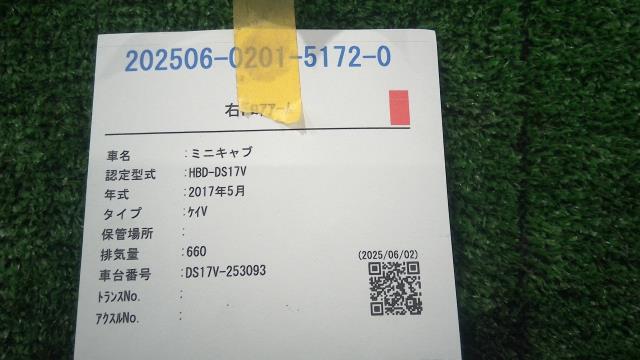 202506-0201-5172-0
右
車名 :ミニキャブ
認定型式 :HBD-DS17V
年式 :2017年5月
タイプ :ｹｲV
保管場所 :
排気量 :660
車台番号 :DS17V-253093
ﾄﾗﾝｽNo. :
ｱｸｽﾙNo. :
(2025/06/02)